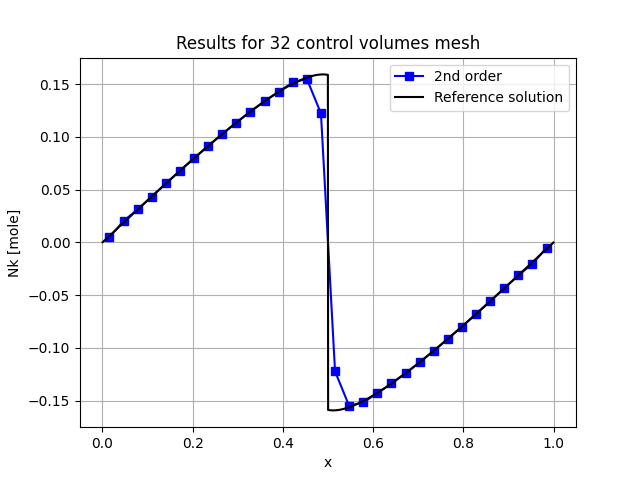 Results for 32 control volumes mesh
2nd order
Reference solution
Nk [mole]
0.15
0.10
0.05
0.00
−0.05
−0.10
−0.15
0.0 0.2 0.4 0.6 0.8 1.0
x